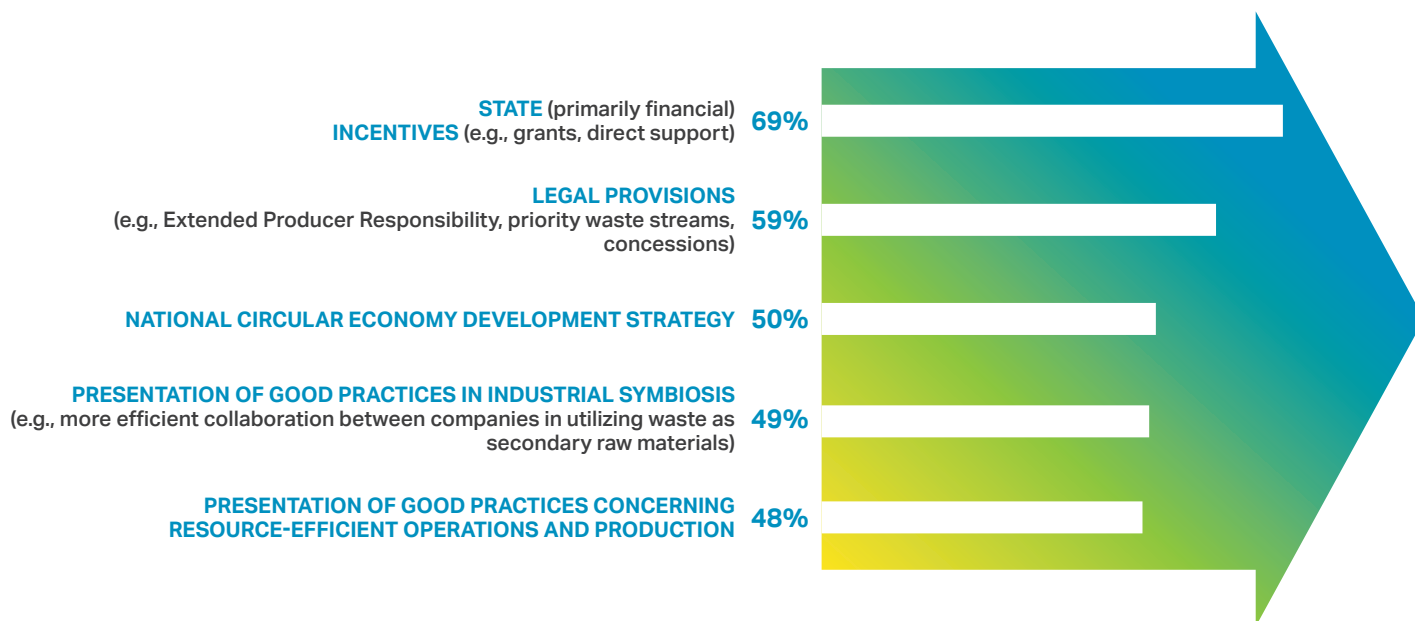 STATE (primarily financial)
INCENTIVES (e.g., grants, direct support)
69%
LEGAL PROVISIONS
(e.g., Extended Producer Responsibility, priority waste streams,
concessions)
59%
NATIONAL CIRCULAR ECONOMY DEVELOPMENT STRATEGY 50%
PRESENTATION OF GOOD PRACTICES IN INDUSTRIAL SYMBIOSIS
(e.g., more efficient collaboration between companies in utilizing waste as
secondary raw materials)
49%
PRESENTATION OF GOOD PRACTICES CONCERNING
RESOURCE-EFFICIENT OPERATIONS AND PRODUCTION
48%